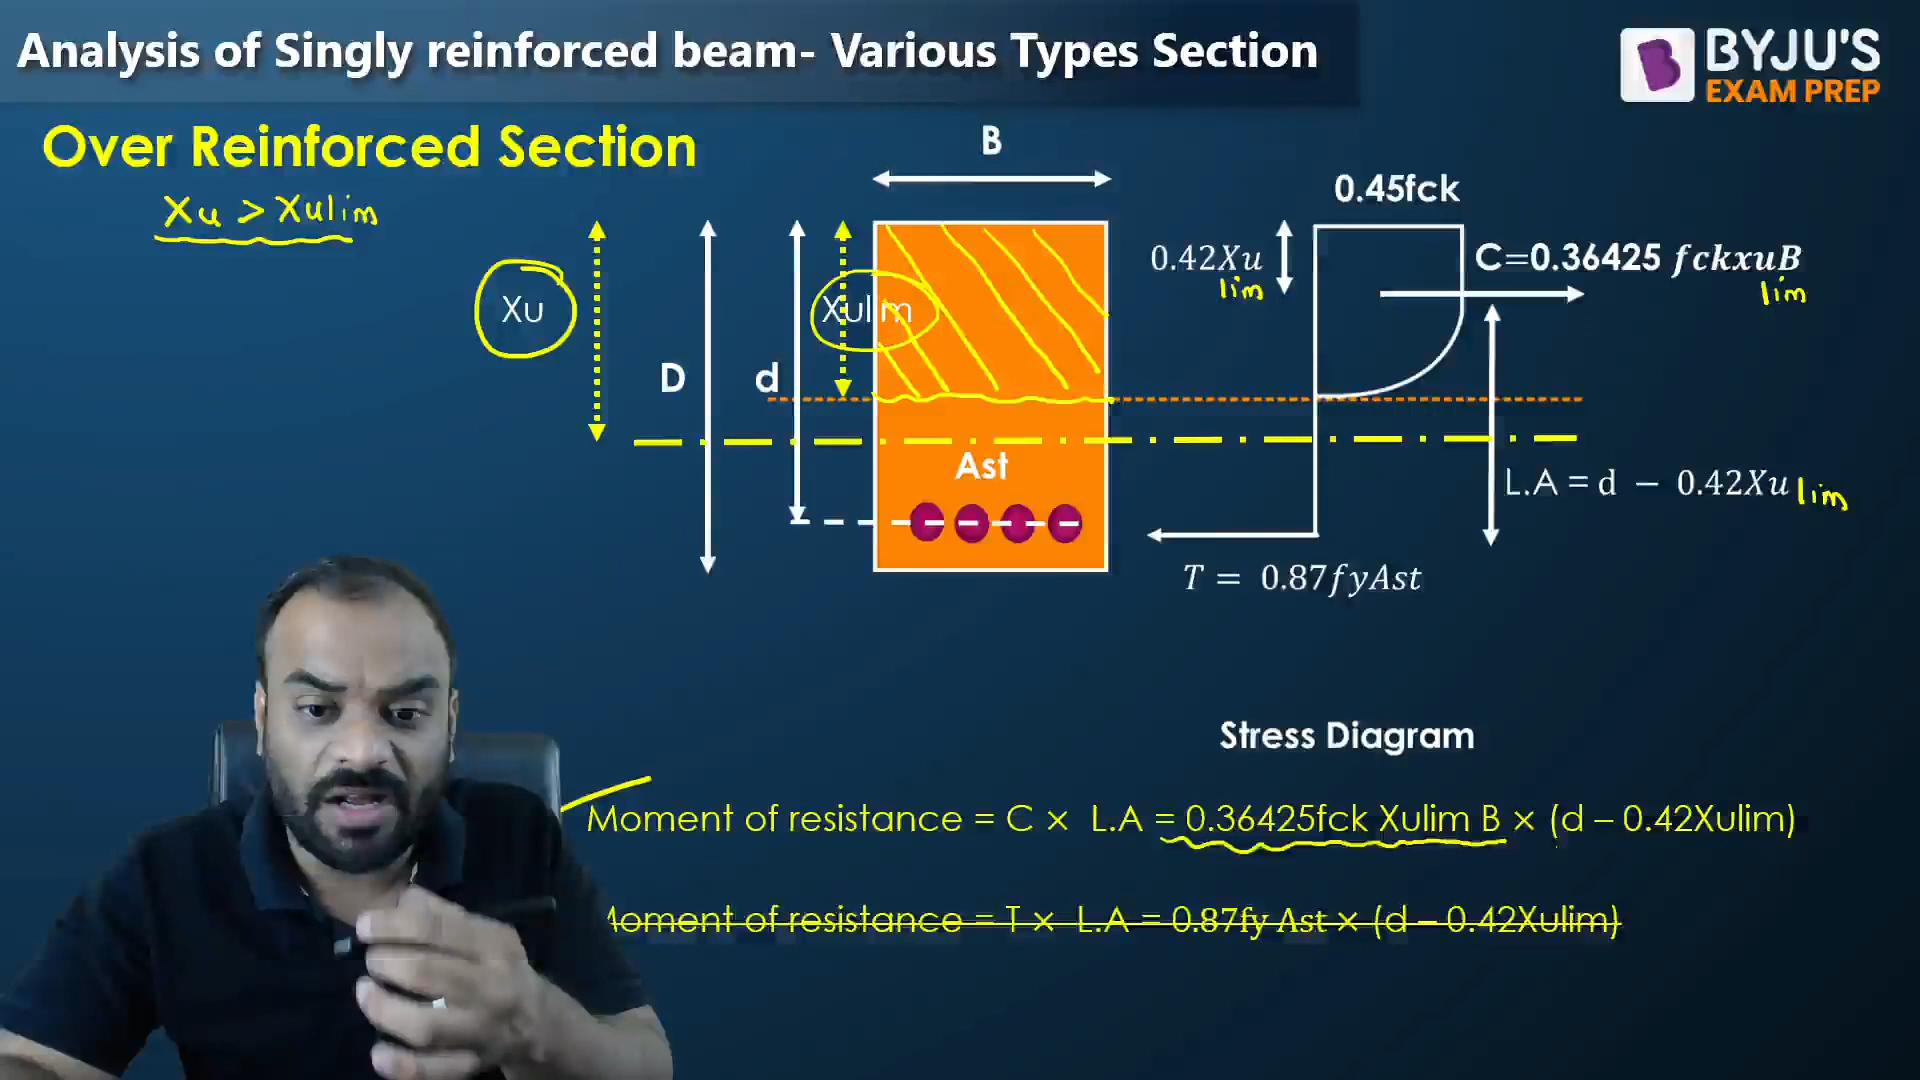 Analysis of Singly reinforced beam- Various Types Section
BYJU'S
EXAM PREP
Over Reinforced Section
Xu > Xulim
B
0.45fck
0.42Xu
lim
C=0.36425 fckxuB
lim
Xu
Xulim
D
d
Ast
L.A = d − 0.42Xu lim
T = 0.87fyAst
Stress Diagram
Moment of resistance = C × L.A = 0.36425fck Xulim B × (d – 0.42Xulim)
Moment of resistance = T × L.A = 0.87fy Ast × (d – 0.42Xulim)